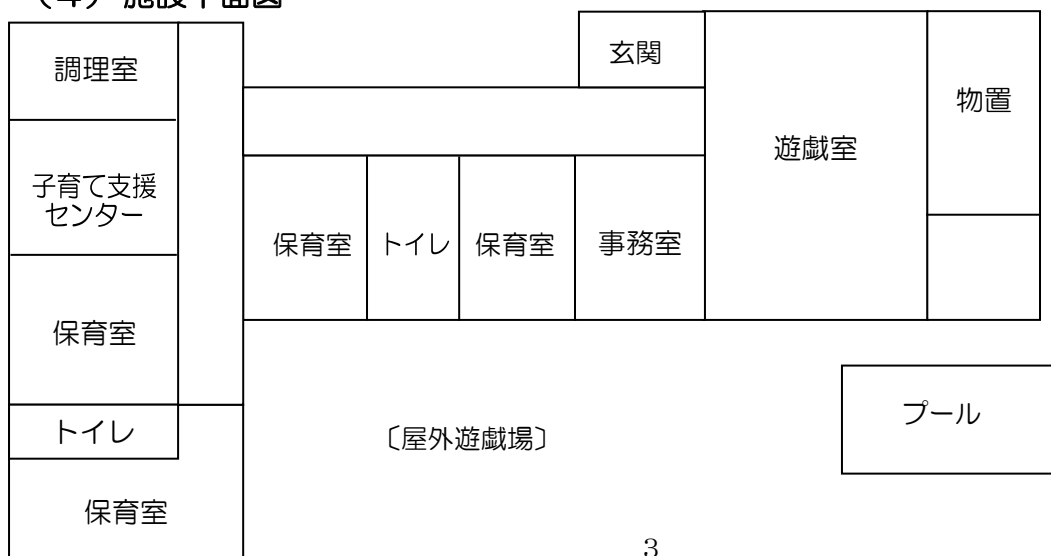 （4）施設平面図
調理室
玄関
物置
遊戯室
子育て支援
センター
保育室
トイレ
保育室
事務室
保育室
プール
トイレ
〔屋外遊戯場〕
保育室
3